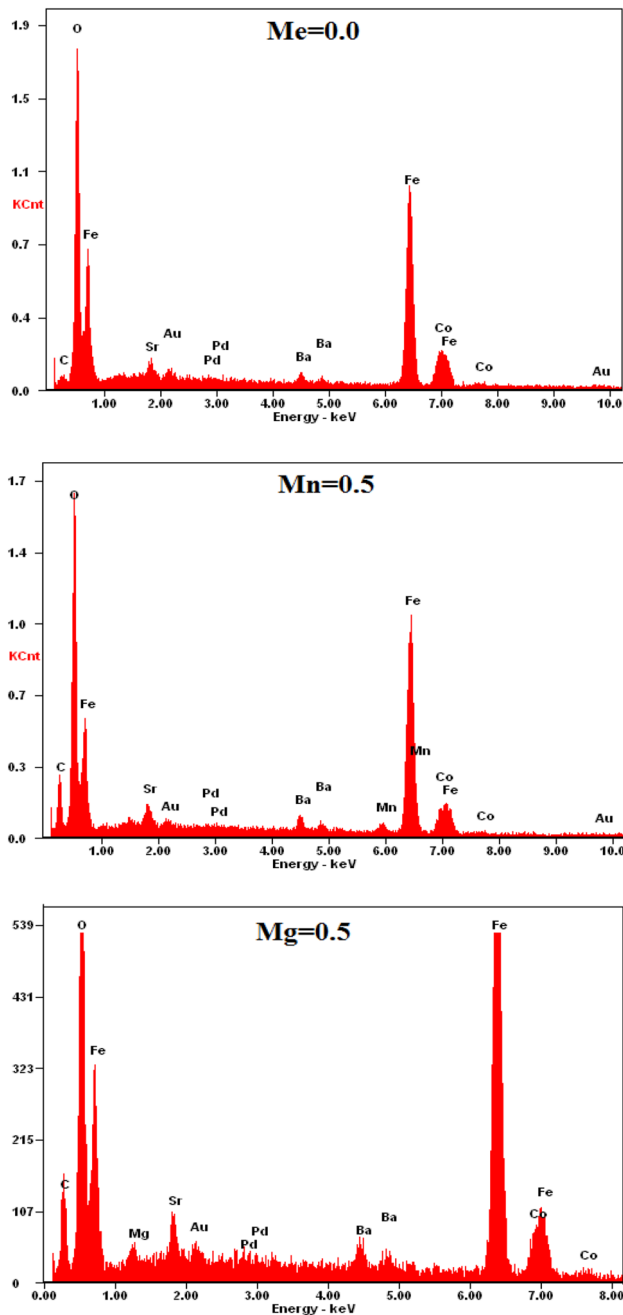 Me=0.0
1.9
O
1.5
1.1
Fe
KCnt
0.7
Fe
0.4
Co
Fe
Au
Pd
Ba
Sr
Pd
Ba
C
Co
Au
0.0
1.00 2.00 3.00 4.00 5.00 6.00 7.00 8.00 9.00 10.0
Energy - keV
Mn=0.5
1.7
O
1.4
1.0
Fe
KCnt
0.7
Fe
Mn
0.3
C
Sr
Au
Pd
Pd
Ba
Ba
Mn
Co
Fe
Co
Au
0.0
1.00 2.00 3.00 4.00 5.00 6.00 7.00 8.00 9.00 10.0
Energy - keV
Mg=0.5
539
O
Fe
431
323
Fe
215
107
C
Mg
Sr
Au
Pd
Pd
Ba
Ba
Co
Fe
Co
0
0.00 1.00 2.00 3.00 4.00 5.00 6.00 7.00 8.00
Energy - keV